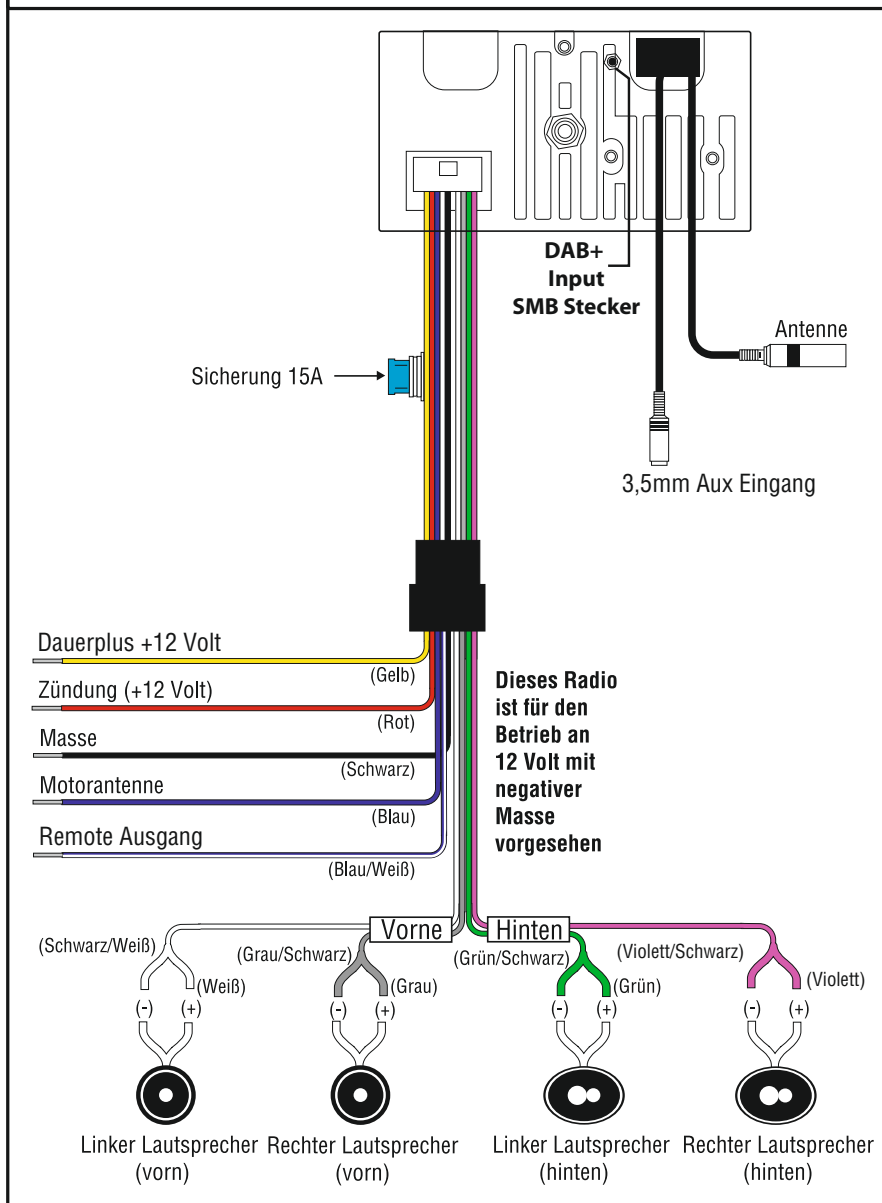 DAB+
Input
SMB Stecker
Antenne
Sicherung 15A
3,5mm Aux Eingang
Dauerplus +12 Volt
(Gelb)
Zündung (+12 Volt)
(Rot)
Masse
(Schwarz)
Motorantenne
(Blau)
Remote Ausgang
(Blau/Weiß)
Dieses Radio
ist für den
Betrieb an
12 Volt mit
negativer
Masse
vorgesehen
Vorne
Hinten
(Schwarz/Weiß)
(Weiß)
(Grau/Schwarz)
(Grau)
(Grün/Schwarz)
(Grün)
(Violett/Schwarz)
(Violett)
(-) (+) (-) (+) (-) (+) (-) (+)
Linker Lautsprecher
(vorn)
Rechter Lautsprecher
(vorn)
Linker Lautsprecher
(hinten)
Rechter Lautsprecher
(hinten)